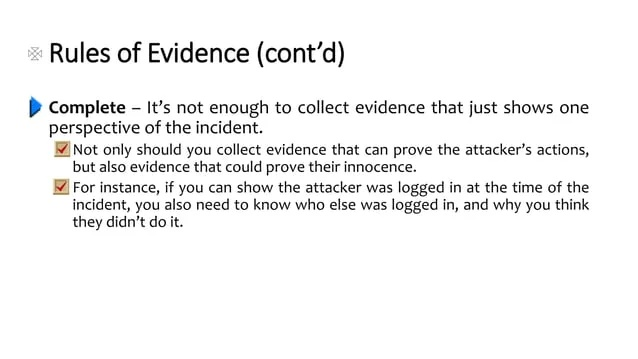 Rules of Evidence (cont’d)
Complete – It’s not enough to collect evidence that just shows one
perspective of the incident.
Not only should you collect evidence that can prove the attacker’s actions,
but also evidence that could prove their innocence.
For instance, if you can show the attacker was logged in at the time of the
incident, you also need to know who else was logged in, and why you think
they didn’t do it.